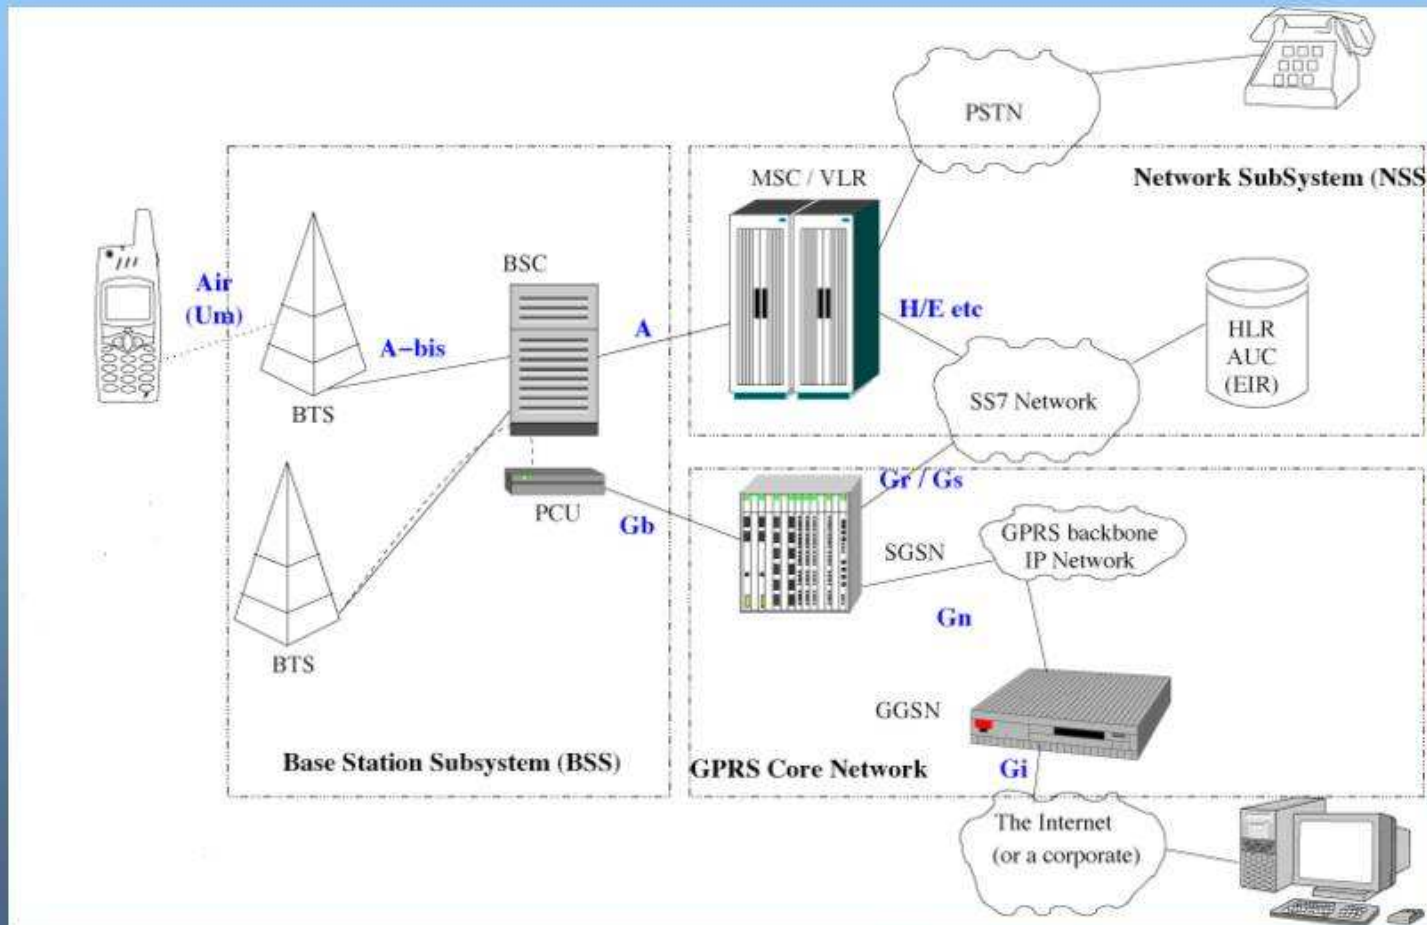 PSTN
MSC / VLR
Network SubSystem (NSS
BSC
Air
(Um)
A-bis
A
H/E etc
HLR
AUC
(EIR)
BTS
SS7 Network
Gr / Gs
PCU
Gb
SGSN
GPRS backbone
IP Network
Gn
BTS
GGSN
Base Station Subsystem (BSS)
GPRS Core Network
Gi
The Internet
(or a corporate)